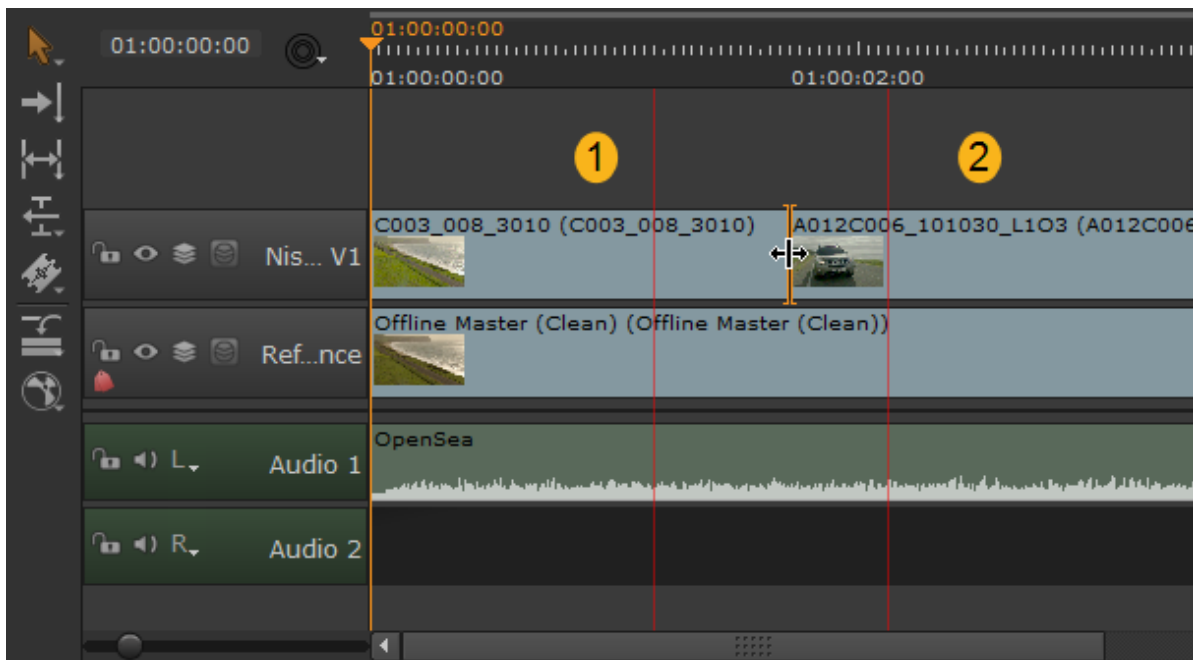 01:00:00:00
01:00:00:00
01:00:00:00 01:00:02:00
1 2
C003_008_3010 (C003_008_3010) A012C006_101030_L1O3 (A012C006
Nis... V1
Offline Master (Clean) (Offline Master (Clean))
Ref...nce
OpenSea
L Audio 1
R Audio 2